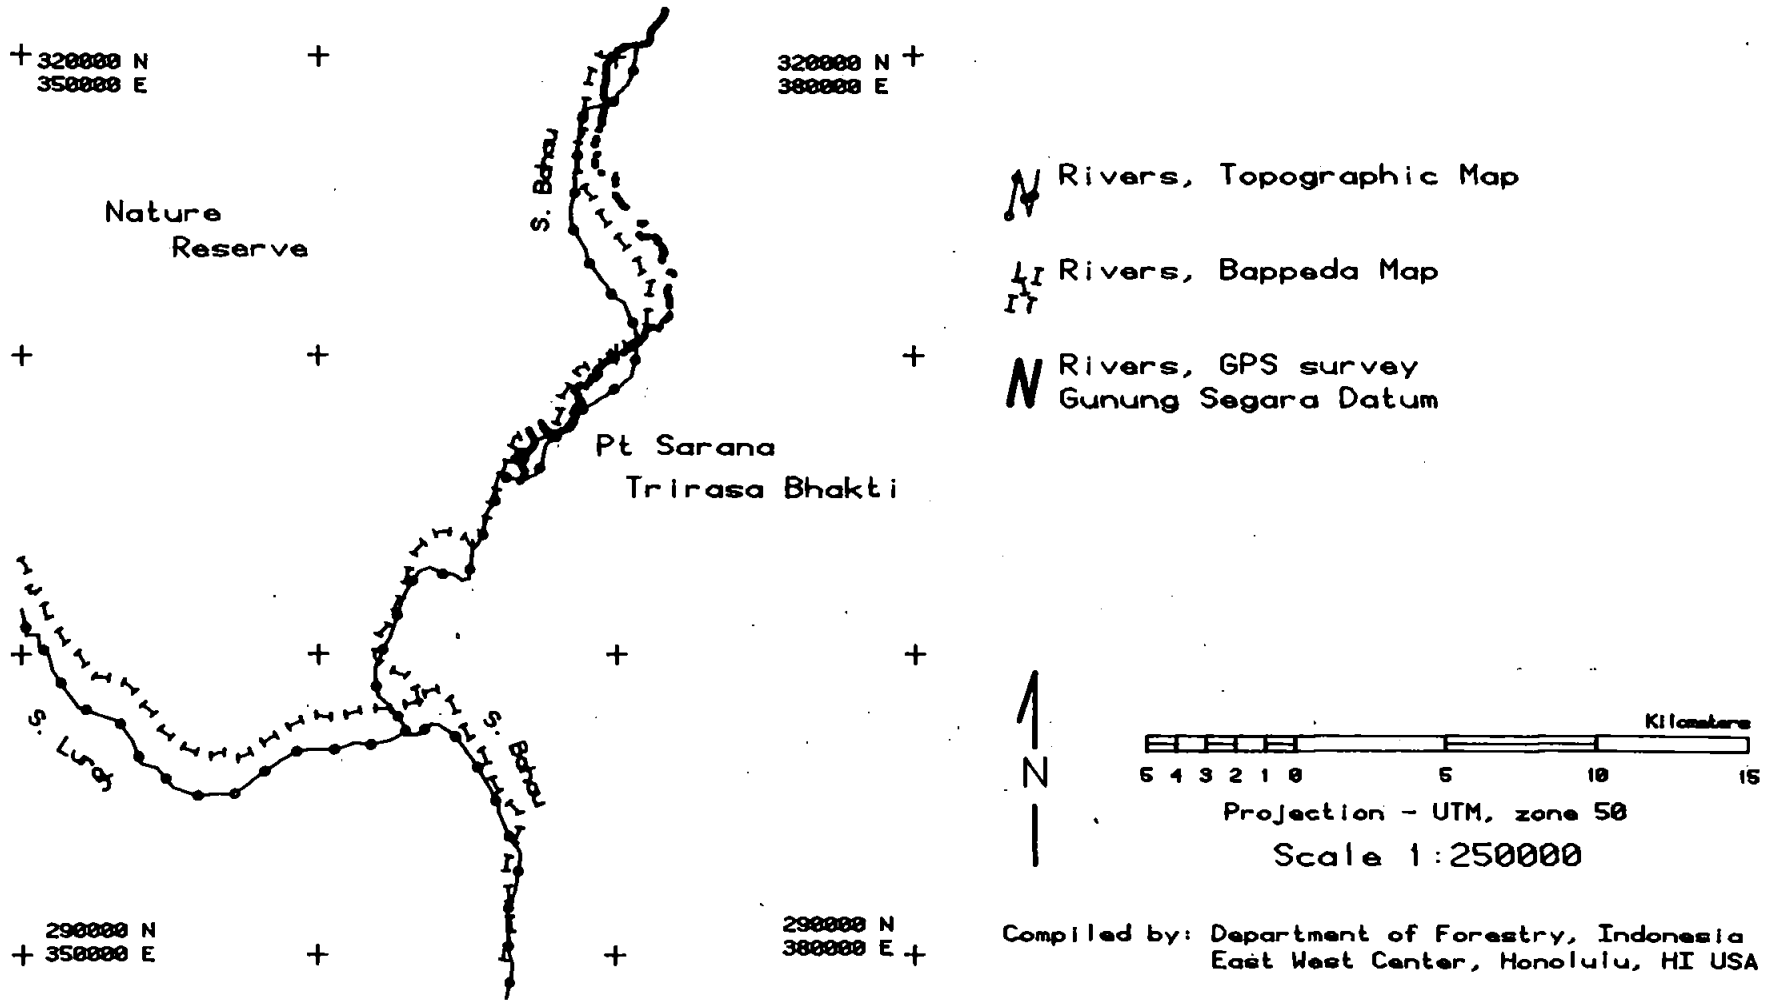 320000 N
350000 E
320000 N
380000 E
S. Bahau
Nature
Reserve
Rivers, Topographic Map
Rivers, Bappeda Map
Rivers, GPS survey
Gunung Segara Datum
Pt Sarana
Trirasa Bhakti
S. Lurah
S. Bahau
N
Kilometers
5 4 3 2 1 0 5 10 15
Projection - UTM, zone 50
Scale 1:250000
290000 N
350000 E
290000 N
380000 E
Compiled by: Department of Forestry, Indonesia
East West Center, Honolulu, HI USA